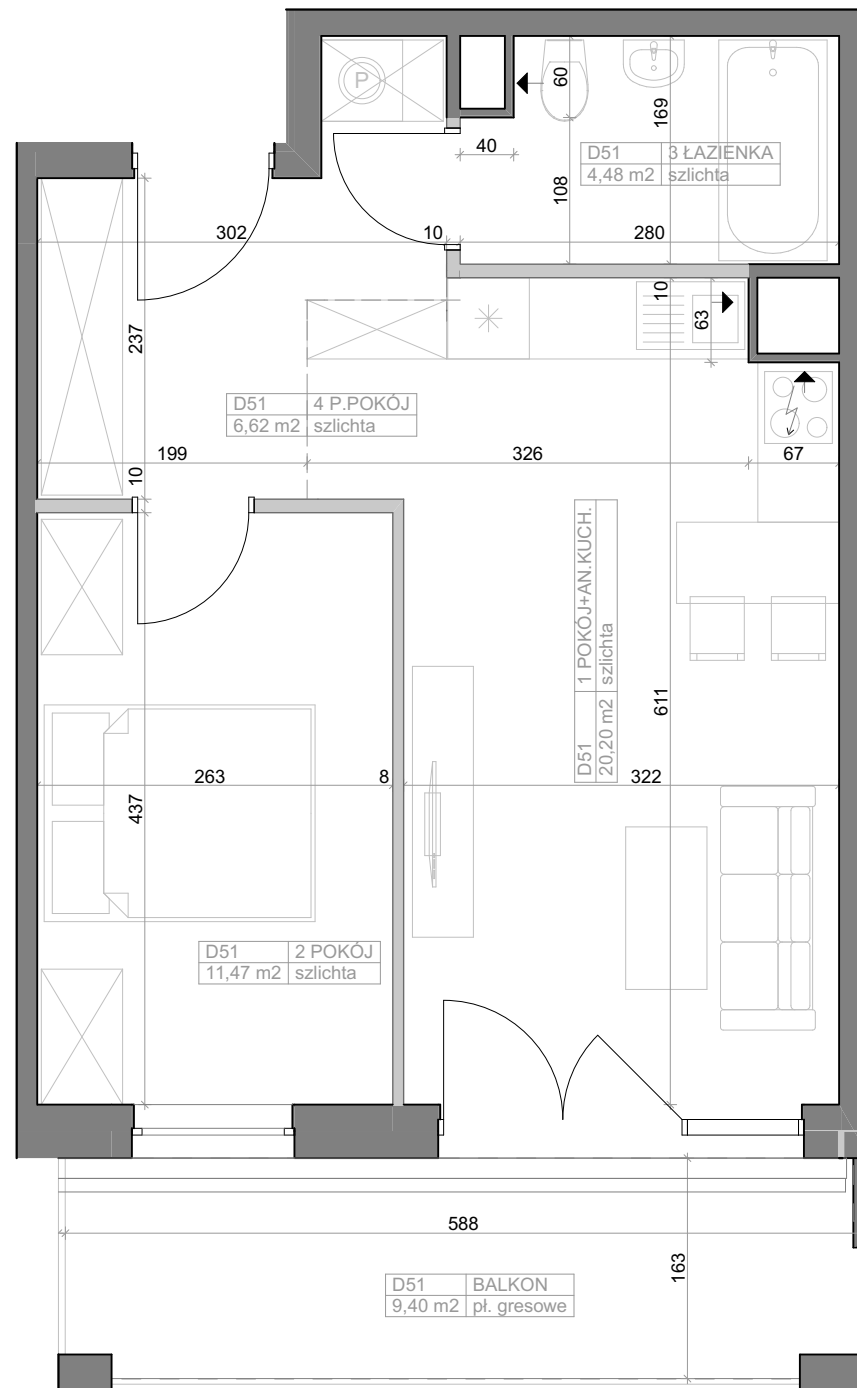 P
60
169
40
D51 3 ŁAZIENKA
4,48 m2 szlichta
108
302
10
280
10
63
237
D51 4 P.POKÓJ
6,62 m2 szlichta
199
10
326
67
D51 1 POKÓJ+AN.KUCH.
20,20 m2 szlichta
611
263
8
322
437
D51 2 POKÓJ
11,47 m2 szlichta
588
163
D51 BALKON
9,40 m2 pł. gresowe